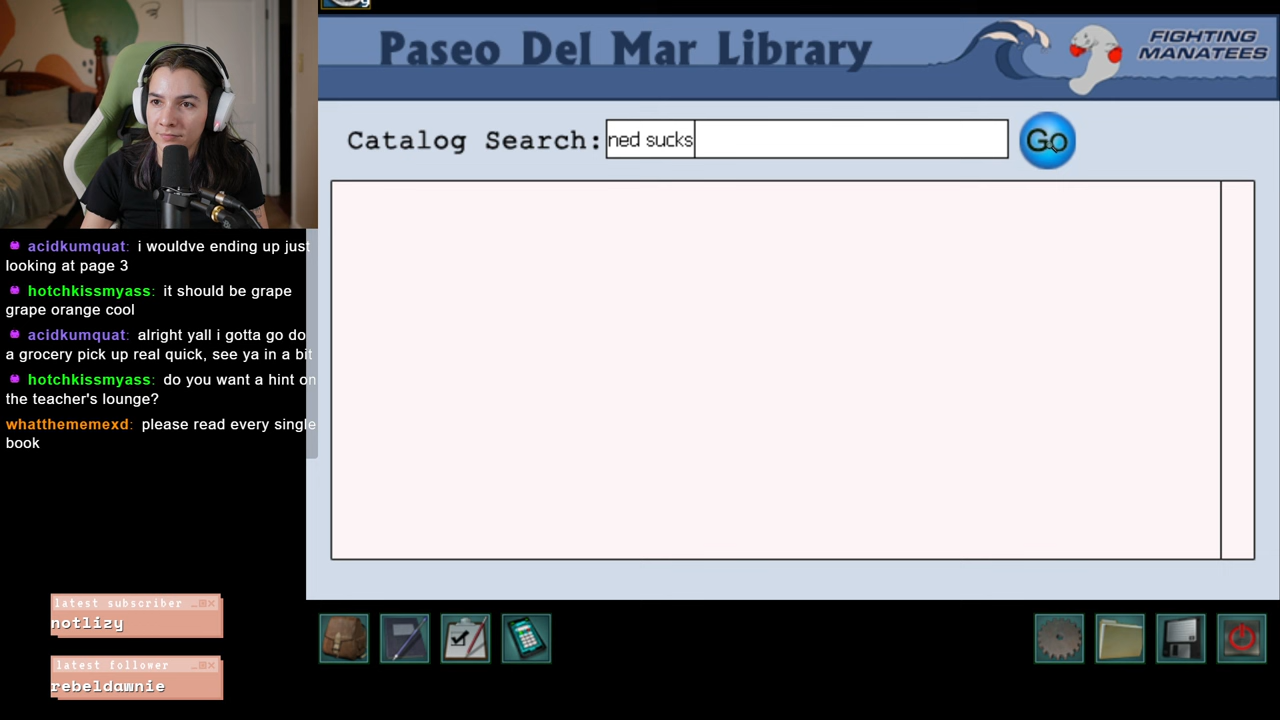 9
Paseo Del Mar Library
FIGHTING
MANATEES
Catalog Search:
ned sucks
Go
acidkumquat: i wouldve ending up just
looking at page 3
hotchkissmyass: it should be grape
grape orange cool
acidkumquat: alright yall i gotta go do
a grocery pick up real quick, see ya in a bit
hotchkissmyass: do you want a hint on
the teacher's lounge?
whatthememexd: please read every single
book
latest subscriber
notlizy
latest follower
rebeldawnie